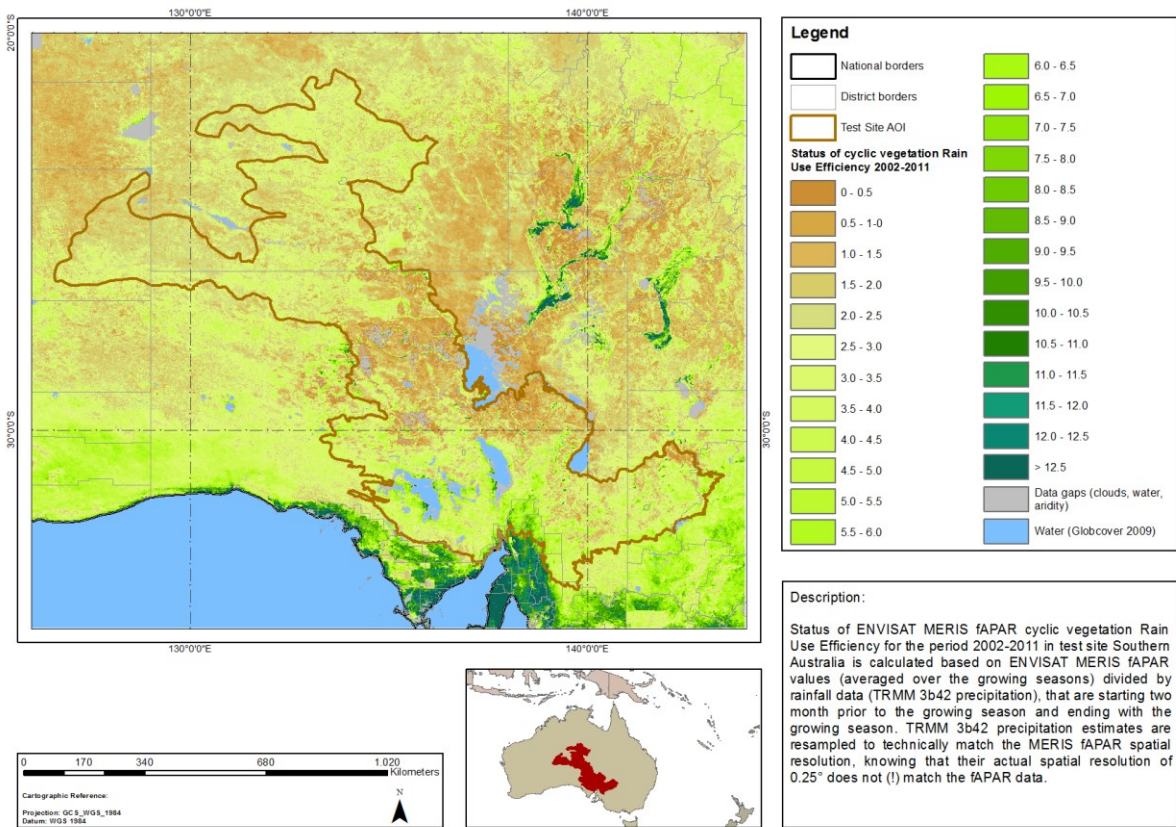 130°0'0"S
140°0'0"S
20°0'0"S
30°0'0"S
30°0'0"S
130°0'0"S
140°0'0"S
Legend
National borders
District borders
Test Site AOI
Status of cyclic vegetation Rain
Use Efficiency 2002-2011
0 - 0.5
0.5 - 1-0
1.0 - 1.5
1.5 - 2.0
2.0 - 2.5
2.5 - 3.0
3.0 - 3.5
3.5 - 4.0
4.0 - 4.5
4.5 - 5.0
5.0 - 5.5
5.5 - 6.0
6.0 - 6.5
6.5 - 7.0
7.0 - 7.5
7.5 - 8.0
8.0 - 8.5
8.5 - 9.0
9.0 - 9.5
9.5 - 10.0
10.0 - 10.5
10.5 - 11.0
11.0 - 11.5
11.5 - 12.0
12.0 - 12.5
> 12.5
Data gaps (clouds, water,
aridity)
Water (Globcover 2009)
Description:
Status of ENVISAT MERIS fAPAR cyclic vegetation Rain
Use Efficiency for the period 2002-2011 in test site Southern
Australia is calculated based on ENVISAT MERIS fAPAR
values (averaged over the growing seasons) divided by
rainfall data (TRMM 3b42 precipitation), that are starting two
month prior to the growing season and ending with the
growing season. TRMM 3b42 precipitation estimates are
resampled to technically match the MERIS fAPAR spatial
resolution, knowing that their actual spatial resolution of
0.25° does not (!) match the fAPAR data.
0 170 340 680 1.020
Kilometers
Cartographic Reference:
Projection: GCS_WGS_1984
Datum: WGS 1984
N